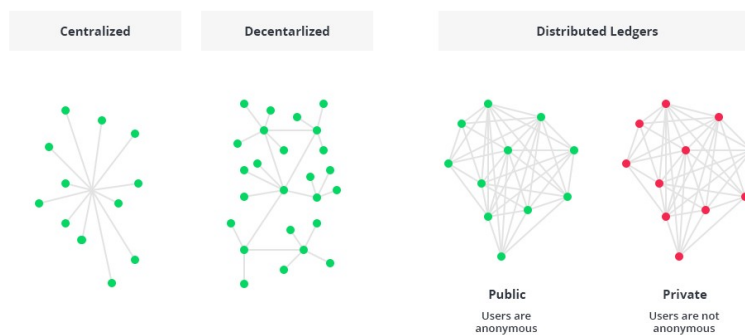 Centralized
Decentarlized
Distributed Ledgers
Public
Private
Users are
anonymous
Users are not
anonymous